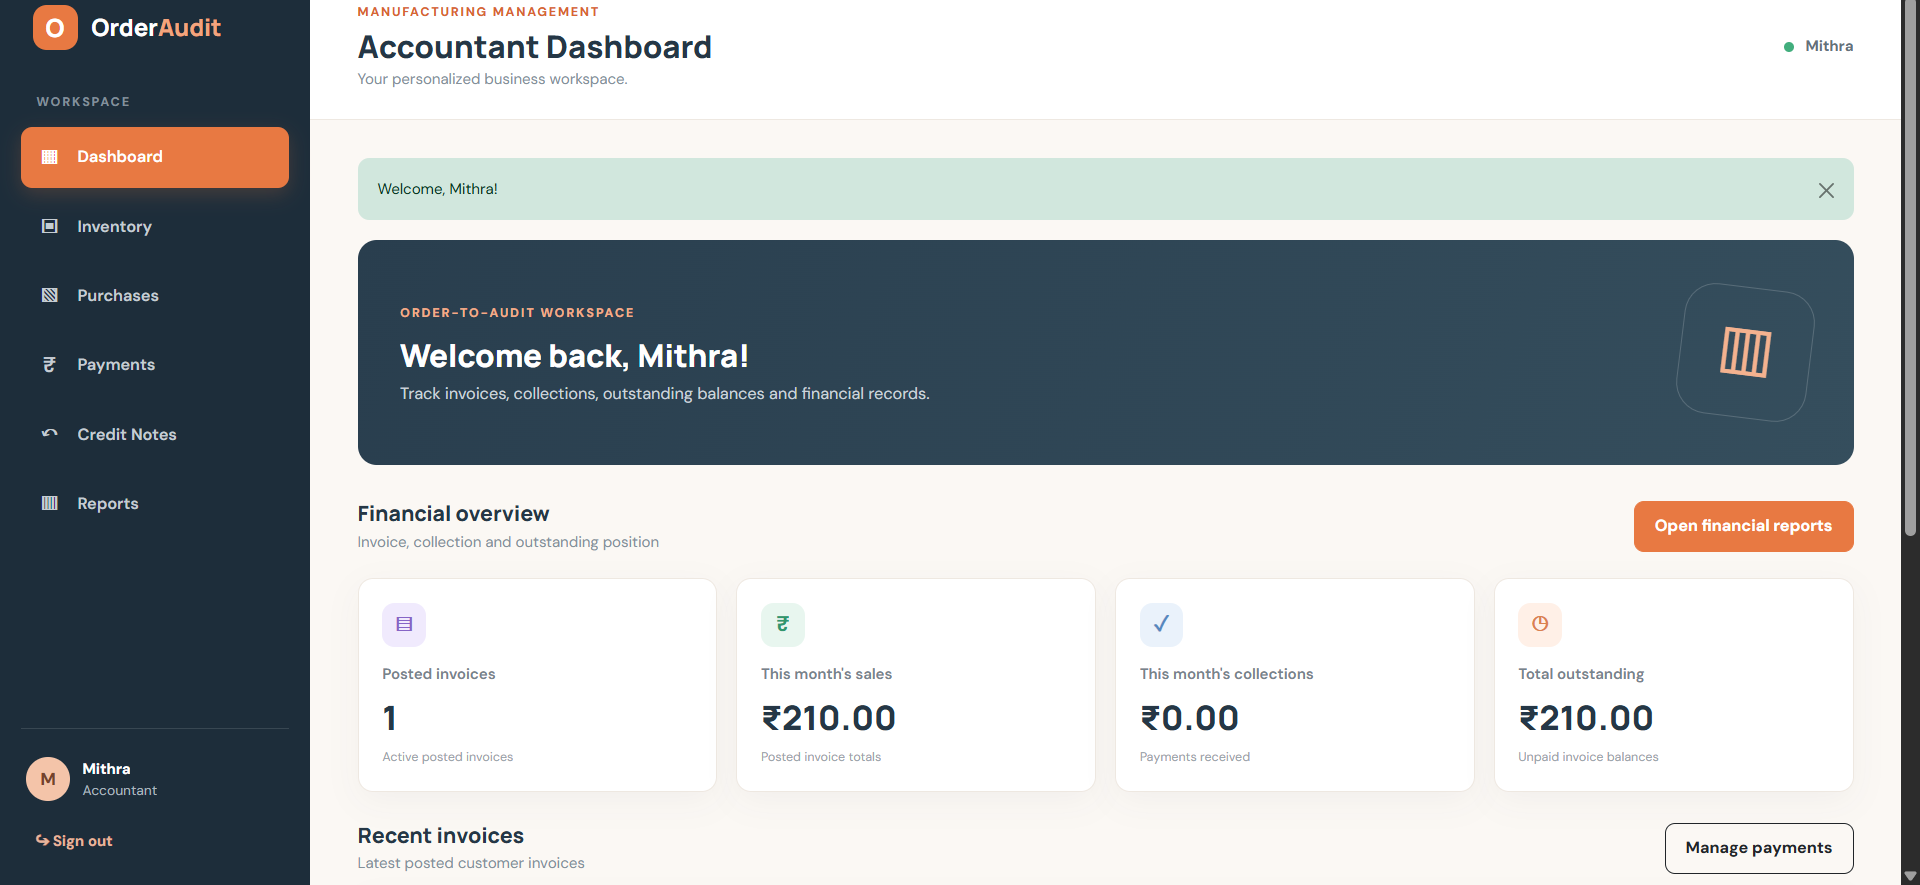 O OrderAudit
WORKSPACE
Dashboard
Inventory
Purchases
₹ Payments
Credit Notes
Reports
M
Mithra
Accountant
↪ Sign out
MANUFACTURING MANAGEMENT
Accountant Dashboard
Your personalized business workspace.
Mithra
Welcome, Mithra!
ORDER-TO-AUDIT WORKSPACE
Welcome back, Mithra!
Track invoices, collections, outstanding balances and financial records.
Financial overview
Invoice, collection and outstanding position
Open financial reports
Posted invoices
1
Active posted invoices
₹
This month's sales
₹210.00
Posted invoice totals
✓
This month's collections
₹0.00
Payments received
Total outstanding
₹210.00
Unpaid invoice balances
Recent invoices
Latest posted customer invoices
Manage payments